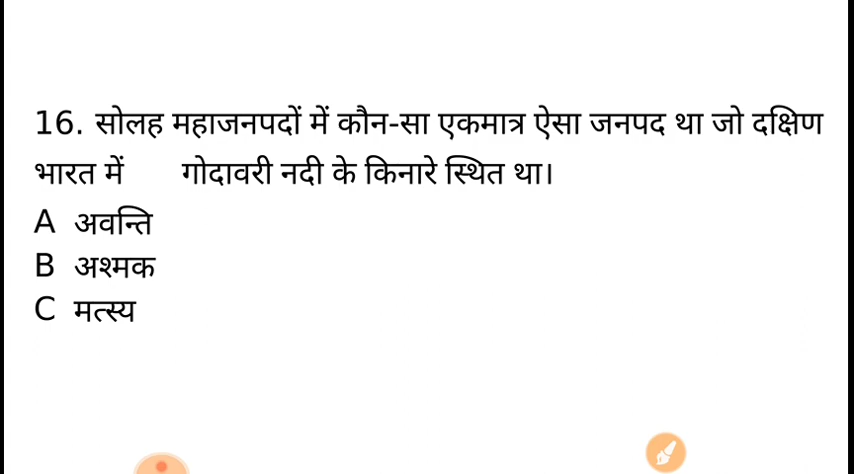 16. सोलह महाजनपदों में कौन-सा एकमात्र ऐसा जनपद था जो दक्षिण
भारत में गोदावरी नदी के किनारे स्थित था।
A अवन्ति
B अश्मक
C मत्स्य